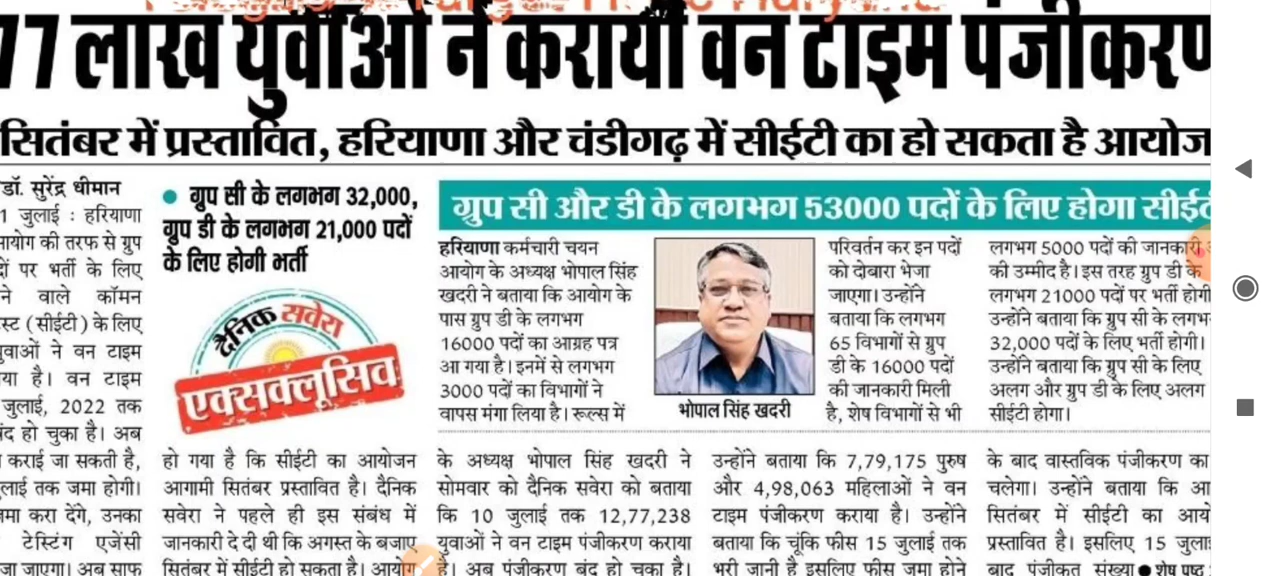 77 लाख युवाओं ने कराया वन टाइम पंजीकरण
सितंबर में प्रस्तावित, हरियाणा और चंडीगढ़ में सीईटी का हो सकता है
डॉ. सुरेंद्र धीमान
जुलाई : हरियाणा
की तरफ से ग्रुप
पर भर्ती के लिए
वाले कॉमन
(सीईटी) के लिए
ने वन टाइम
है। वन टाइम
जुलाई, 2022 तक
हो चुका है। अब
कराई जा सकती है,
तक जमा होगी।
करा देंगे, उनका
टेस्टिंग एजेंसी
जाएगा। अब साफ
● ग्रुप सी के लगभग 32,000,
ग्रुप डी के लगभग 21,000 पदों
के लिए होगी भर्ती
दैनिक सवेरा
एक्सक्लूसिव
हो गया है कि सीईटी का आयोजन
आगामी सितंबर प्रस्तावित है। दैनिक
सवेरा ने पहले ही इस संबंध में
जानकारी दे दी थी कि अगस्त के बजाए
सितंबर में सीईटी हो सकता है। आयोग
ग्रुप सी और डी के लगभग 53000 पदों के लिए होगा
हरियाणा कर्मचारी चयन
आयोग के अध्यक्ष भोपाल सिंह
खदरी ने बताया कि आयोग के
पास ग्रुप डी के लगभग
16000 पदों का आग्रह पत्र
आ गया है। इनमें से लगभग
3000 पदों का विभागों ने
वापस मंगा लिया है। रूल्स में
भोपाल सिंह खदरी
परिवर्तन कर इन पदों
को दोबारा भेजा
जाएगा। उन्होंने
बताया कि लगभग
65 विभागों से ग्रुप
डी के 16000 पदों
की जानकारी मिली
है, शेष विभागों से भी
लगभग 5000 पदों की जानकारी
की उम्मीद है। इस तरह ग्रुप डी के
लगभग 21000 पदों पर भर्ती होगी
उन्होंने बताया कि ग्रुप सी के लगभग
32,000 पदों के लिए भर्ती होगी।
उन्होंने बताया कि ग्रुप सी के लिए
अलग और ग्रुप डी के लिए अलग
सीईटी होगा।
के अध्यक्ष भोपाल सिंह खदरी ने
सोमवार को दैनिक सवेरा को बताया
कि 10 जुलाई तक 12,77,238
युवाओं ने वन टाइम पंजीकरण कराया
है। अब पंजीकरण बंद हो चुका है।
उन्होंने बताया कि 7,79,175 पुरुष
और 4,98,063 महिलाओं ने वन
टाइम पंजीकरण कराया है। उन्होंने
बताया कि चूंकि फीस 15 जुलाई तक
भरी जानी है इसलिए फीस जमा होने
के बाद वास्तविक पंजीकरण का
चलेगा। उन्होंने बताया कि
सितंबर में सीईटी का
प्रस्तावित है। इसलिए 15
बाद पंजीकृत संख्या ● शेष पृष्ठ